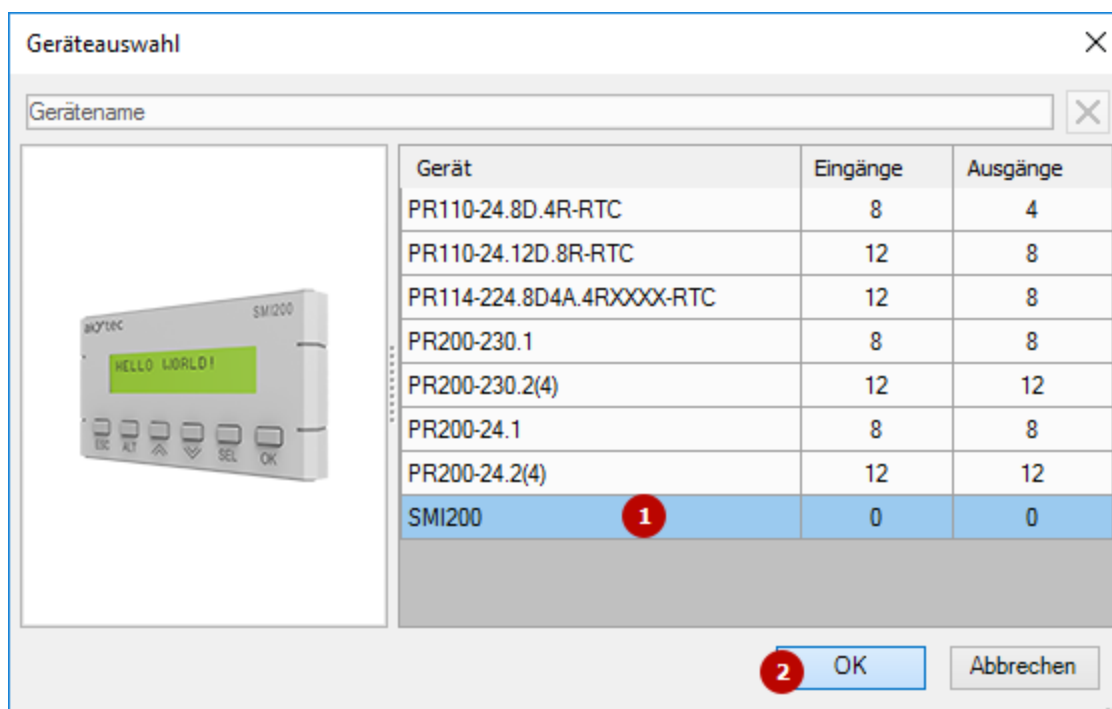 Geräteauswahl
Gerätename
Gerät Eingänge Ausgänge
PR110-24.8D.4R-RTC 8 4
PR110-24.12D.8R-RTC 12 8
PR114-224.8D4A.4RXXXX-RTC 12 8
PR200-230.1 8 8
PR200-230.2(4) 12 12
PR200-24.1 8 8
PR200-24.2(4) 12 12
SMI200 1 0 0
akytec SMI200
HELLO WORLD!
ESC ALT SEL OK
2 OK Abbrechen